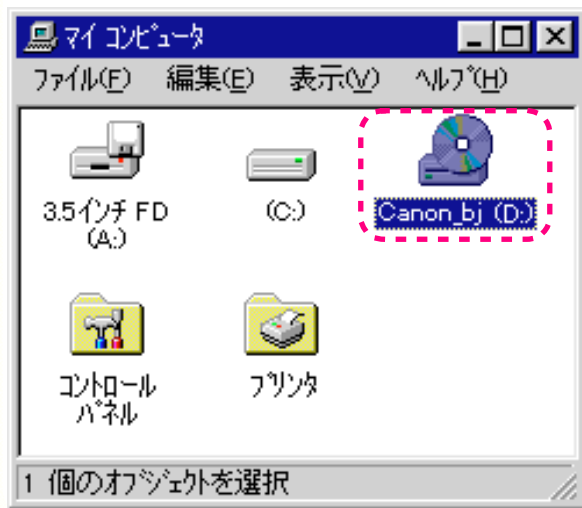 マイ コンピュータ
ファイル(F) 編集(E) 表示(V) ヘルプ(H)
3.5インチ FD
(A:)
(C:)
Canon_bj (D:)
コントロール
パネル
プリンタ
1 個のオブジェクトを選択